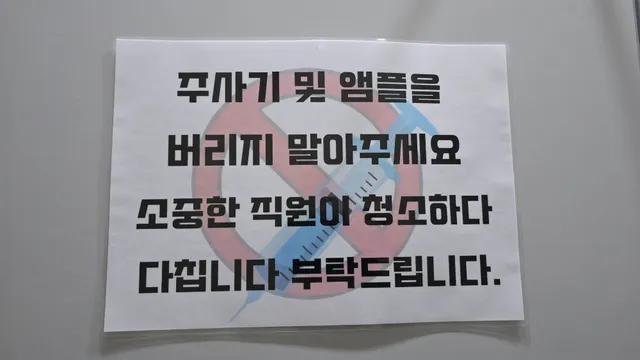 주사기 및 앰플을
버리지 말아주세요
소중한 직원이 청소하다
다칩니다 부탁드립니다.